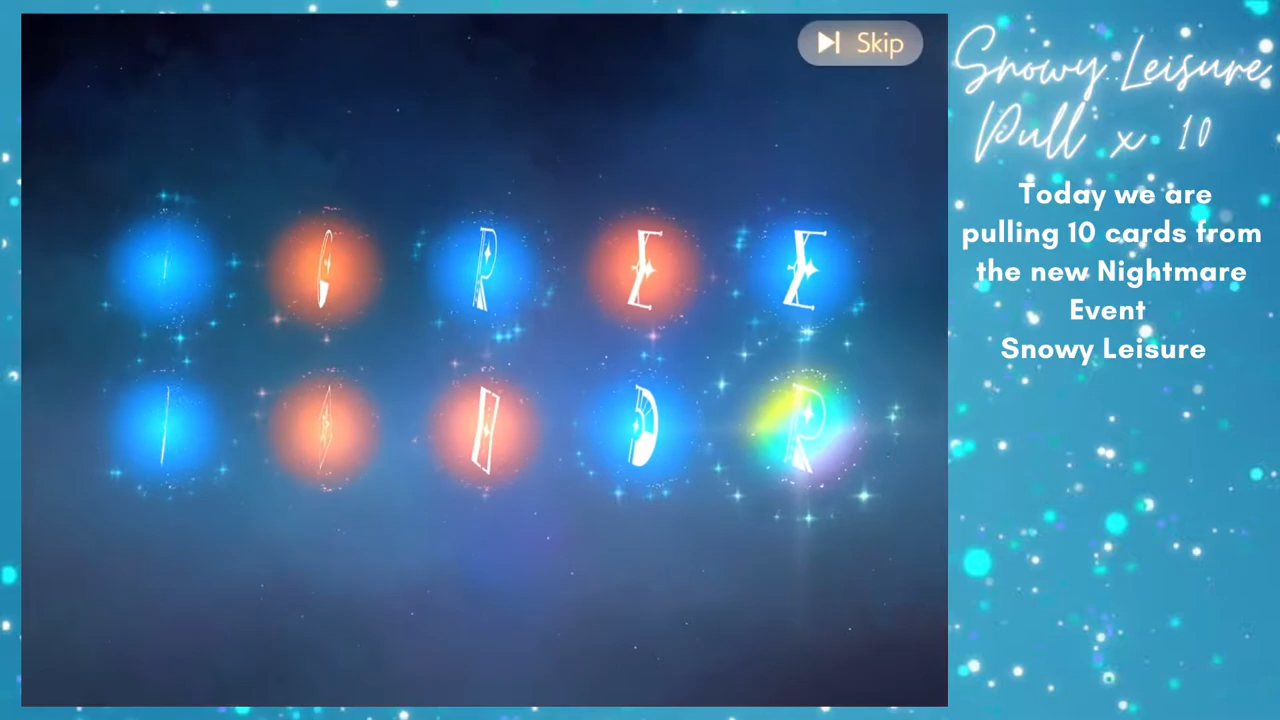 Skip
Snowy Leisure
Pull x 10
Today we are
pulling 10 cards from
the new Nightmare
Event
Snowy Leisure
G R E E
D R